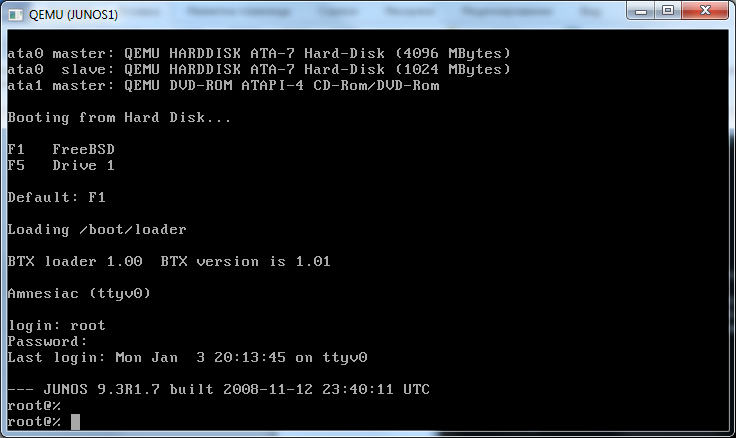 QEMU (JUNOS1)
ata0 master: QEMU HARDDISK ATA-7 Hard-Disk (4096 MBytes)
ata0  slave: QEMU HARDDISK ATA-7 Hard-Disk (1024 MBytes)
ata1 master: QEMU DVD-ROM ATAPI-4 CD-Rom/DVD-Rom
Booting from Hard Disk...
F1   FreeBSD
F5   Drive 1
Default: F1
Loading /boot/loader
BTX loader 1.00  BTX version is 1.01
Amnesiac (ttyv0)
login: root
Password:
Last login: Mon Jan  3 20:13:45 on ttyv0
--- JUNOS 9.3R1.7 built 2008-11-12 23:40:11 UTC
root@%
root@%